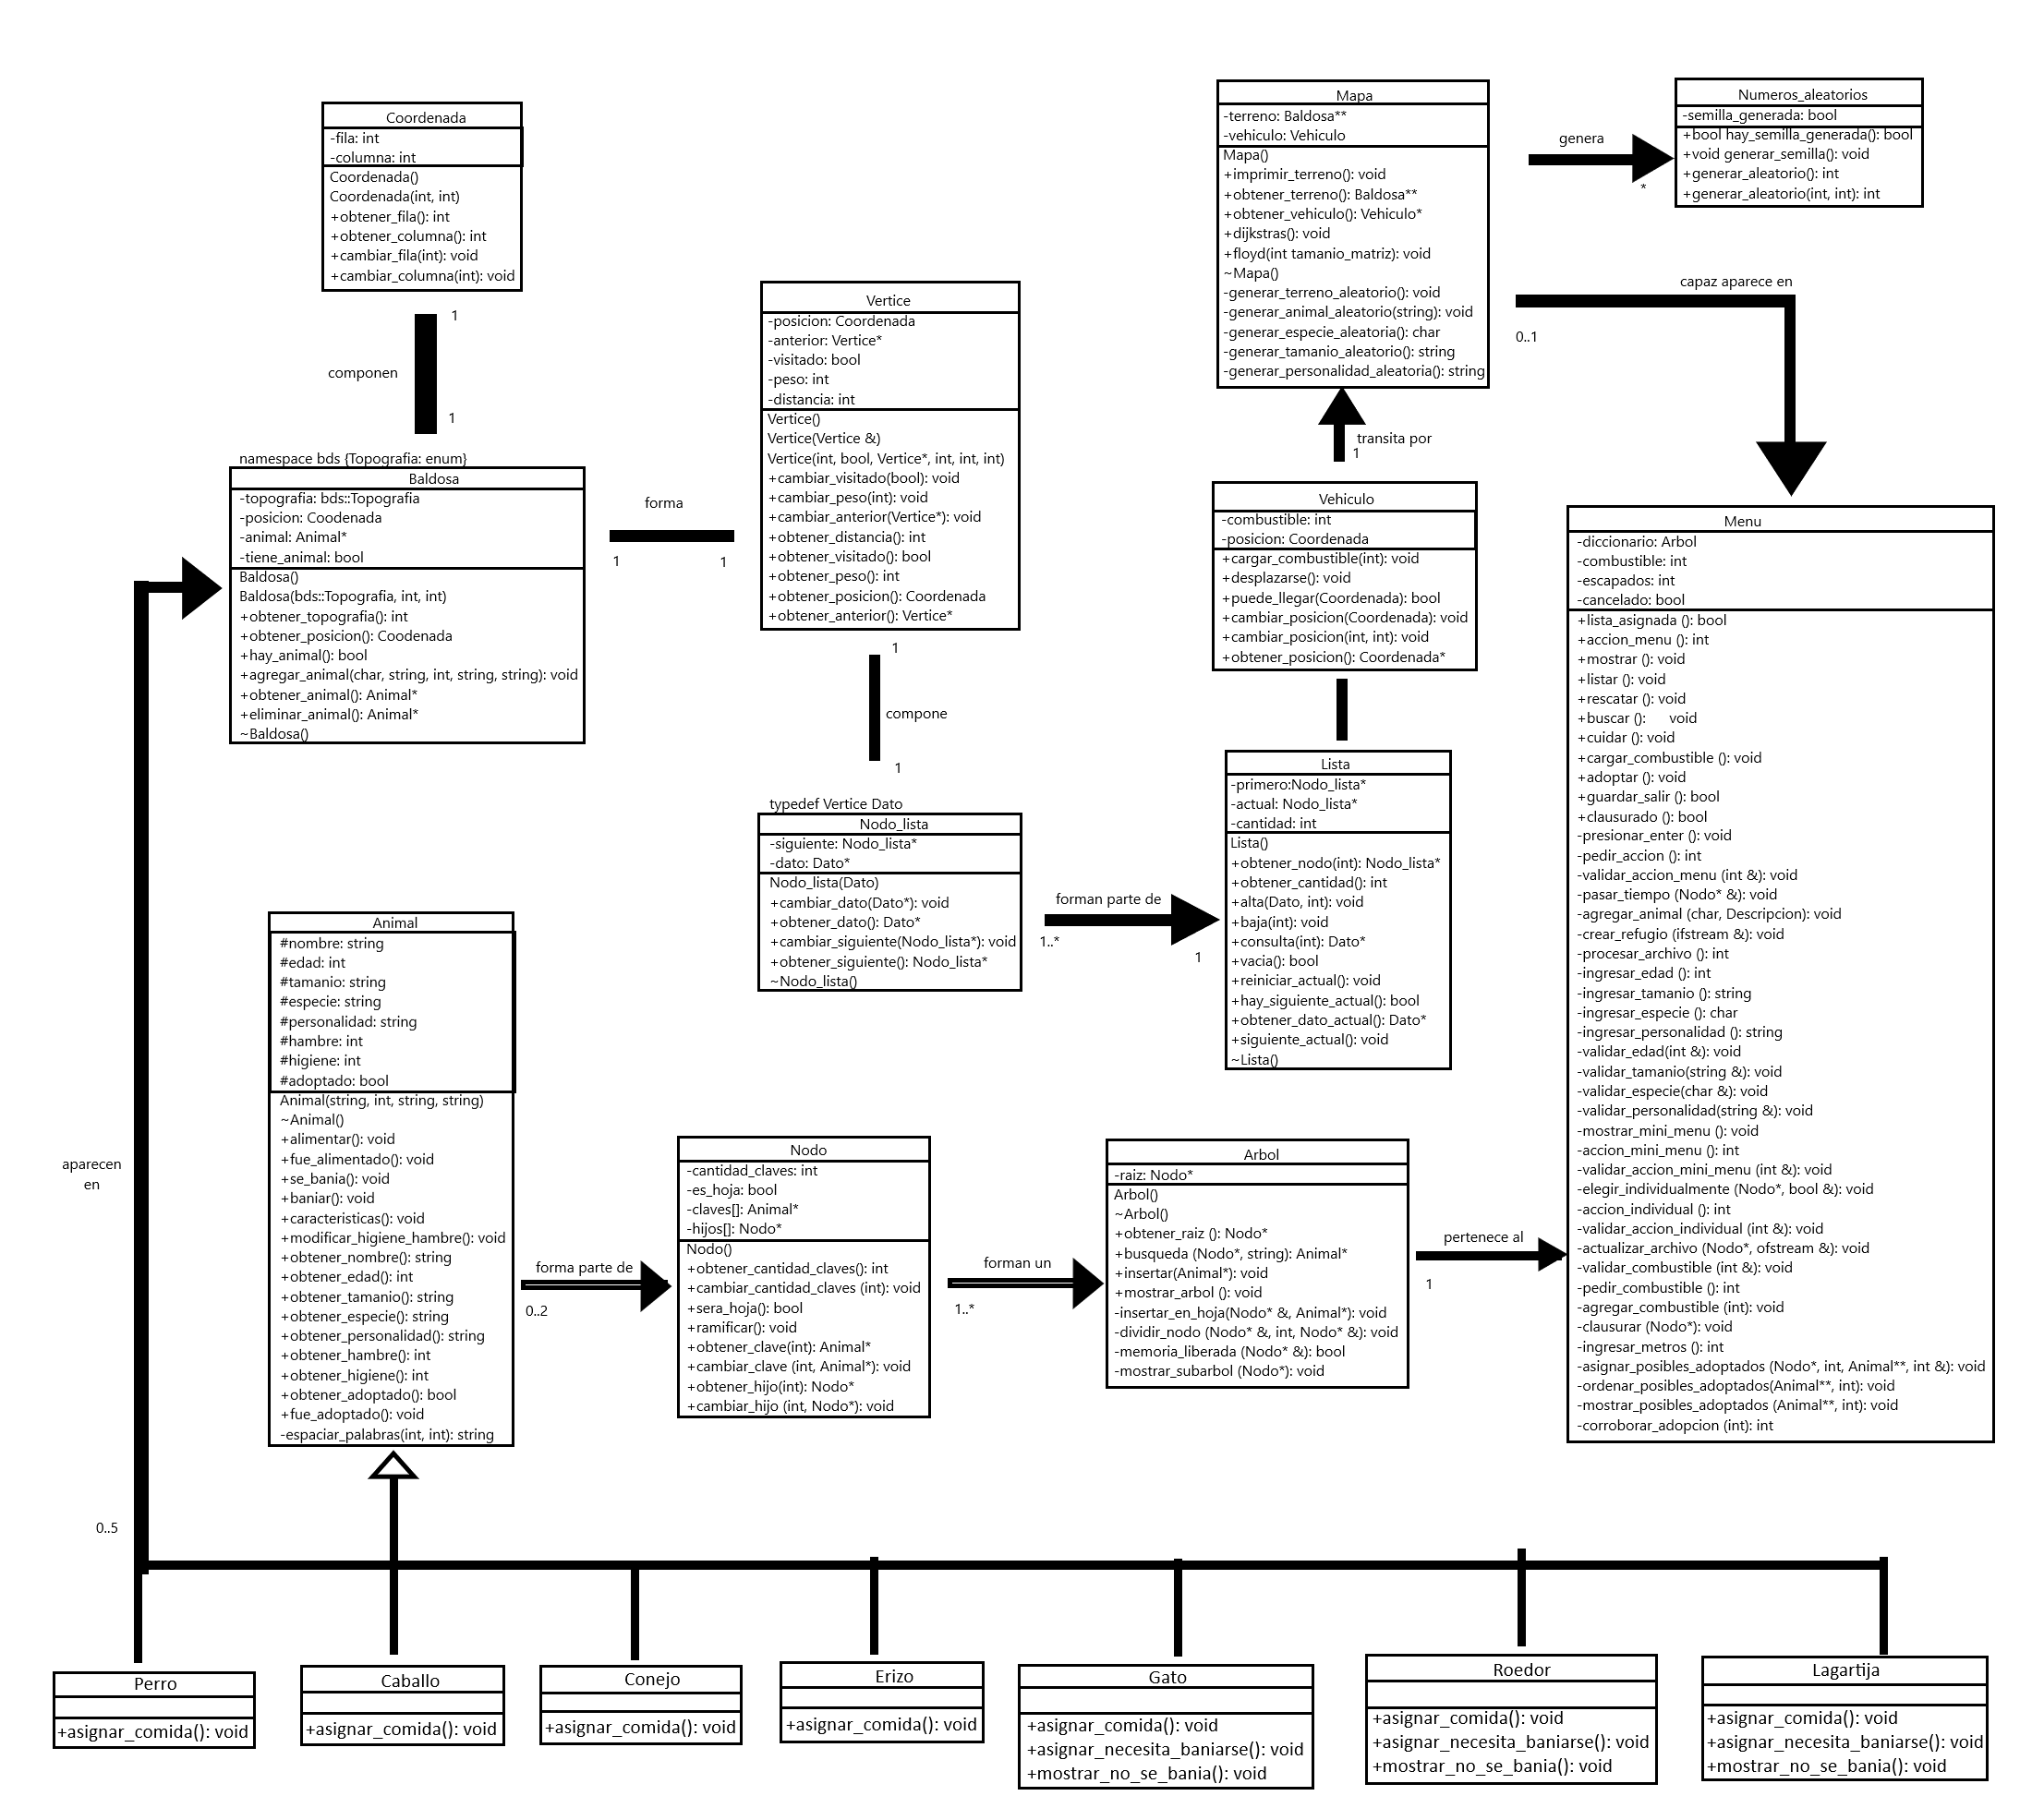 Coordenada
-fila: int
-columna: int
Coordenada()
Coordenada(int, int)
+obtener_fila(): int
+obtener_columna(): int
+cambiar_fila(int): void
+cambiar_columna(int): void
1
componen
1
namespace bds {Topografia: enum}
Baldosa
-topografia: bds::Topografia
-posicion: Coodenada
-animal: Animal*
-tiene_animal: bool
Baldosa()
Baldosa(bds::Topografia, int, int)
+obtener_topografia(): int
+obtener_posicion(): Coodenada
+hay_animal(): bool
+agregar_animal(char, string, int, string, string): void
+obtener_animal(): Animal*
+eliminar_animal(): Animal*
~Baldosa()
forma
1
1
Vertice
-posicion: Coordenada
-anterior: Vertice*
-visitado: bool
-peso: int
-distancia: int
Vertice()
Vertice(Vertice &)
Vertice(int, bool, Vertice*, int, int, int)
+cambiar_visitado(bool): void
+cambiar_peso(int): void
+cambiar_anterior(Vertice*): void
+obtener_distancia(): int
+obtener_visitado(): bool
+obtener_peso(): int
+obtener_posicion(): Coordenada
+obtener_anterior(): Vertice*
1
compone
1
typedef Vertice Dato
Nodo_lista
-siguiente: Nodo_lista*
-dato: Dato*
Nodo_lista(Dato)
+cambiar_dato(Dato*): void
+obtener_dato(): Dato*
+cambiar_siguiente(Nodo_lista*): void
+obtener_siguiente(): Nodo_lista*
~Nodo_lista()
forman parte de
1..*
1
Mapa
-terreno: Baldosa**
-vehiculo: Vehiculo
Mapa()
+imprimir_terreno(): void
+obtener_terreno(): Baldosa**
+obtener_vehiculo(): Vehiculo*
+dijkstras(): void
+floyd(int tamanio_matriz): void
~Mapa()
-generar_terreno_aleatorio(): void
-generar_animal_aleatorio(string): void
-generar_especie_aleatoria(): char
-generar_tamanio_aleatorio(): string
-generar_personalidad_aleatoria(): string
genera
*
Numeros_aleatorios
-semilla_generada: bool
+bool hay_semilla_generada(): bool
+void generar_semilla(): void
+generar_aleatorio(): int
+generar_aleatorio(int, int): int
capaz aparece en
0..1
transita por
1
Vehiculo
-combustible: int
-posicion: Coordenada
+cargar_combustible(int): void
+desplazarse(): void
+puede_llegar(Coordenada): bool
+cambiar_posicion(Coordenada): void
+cambiar_posicion(int, int): void
+obtener_posicion(): Coordenada*
Lista
-primero:Nodo_lista*
-actual: Nodo_lista*
-cantidad: int
Lista()
+obtener_nodo(int): Nodo_lista*
+obtener_cantidad(): int
+alta(Dato, int): void
+baja(int): void
+consulta(int): Dato*
+vacia(): bool
+reiniciar_actual(): void
+hay_siguiente_actual(): bool
+obtener_dato_actual(): Dato*
+siguiente_actual(): void
~Lista()
Menu
-diccionario: Arbol
-combustible: int
-escapados: int
-cancelado: bool
+lista_asignada (): bool
+accion_menu (): int
+mostrar (): void
+listar (): void
+rescatar (): void
+buscar (): void
+cuidar (): void
+cargar_combustible (): void
+adoptar (): void
+guardar_salir (): bool
+clausurado (): bool
-presionar_enter (): void
-pedir_accion (): int
-validar_accion_menu (int &): void
-pasar_tiempo (Nodo* &): void
-agregar_animal (char, Descripcion): void
-crear_refugio (ifstream &): void
-procesar_archivo (): int
-ingresar_edad (): int
-ingresar_tamanio (): string
-ingresar_especie (): char
-ingresar_personalidad (): string
-validar_edad(int &): void
-validar_tamanio(string &): void
-validar_especie(char &): void
-validar_personalidad(string &): void
-mostrar_mini_menu (): void
-accion_mini_menu (): int
-validar_accion_mini_menu (int &): void
-elegir_individualmente (Nodo*, bool &): void
-accion_individual (): int
-validar_accion_individual (int &): void
-actualizar_archivo (Nodo*, ofstream &): void
-validar_combustible (int &): void
-pedir_combustible (): int
-agregar_combustible (int): void
-clausurar (Nodo*): void
-ingresar_metros (): int
-asignar_posibles_adoptados (Nodo*, int, Animal**, int &): void
-ordenar_posibles_adoptados(Animal**, int): void
-mostrar_posibles_adoptados (Animal**, int): void
-corroborar_adopcion (int): int
Animal
#nombre: string
#edad: int
#tamanio: string
#especie: string
#personalidad: string
#hambre: int
#higiene: int
#adoptado: bool
Animal(string, int, string, string)
~Animal()
+alimentar(): void
+fue_alimentado(): void
+se_bania(): void
+baniar(): void
+caracteristicas(): void
+modificar_higiene_hambre(): void
+obtener_nombre(): string
+obtener_edad(): int
+obtener_tamanio(): string
+obtener_especie(): string
+obtener_personalidad(): string
+obtener_hambre(): int
+obtener_higiene(): int
+obtener_adoptado(): bool
+fue_adoptado(): void
-espaciar_palabras(int, int): string
forma parte de
0..2
Nodo
-cantidad_claves: int
-es_hoja: bool
-claves[]: Animal*
-hijos[]: Nodo*
Nodo()
+obtener_cantidad_claves(): int
+cambiar_cantidad_claves (int): void
+sera_hoja(): bool
+ramificar(): void
+obtener_clave(int): Animal*
+cambiar_clave (int, Animal*): void
+obtener_hijo(int): Nodo*
+cambiar_hijo (int, Nodo*): void
forman un
1..*
Arbol
-raiz: Nodo*
Arbol()
~Arbol()
+obtener_raiz (): Nodo*
+busqueda (Nodo*, string): Animal*
+insertar(Animal*): void
+mostrar_arbol (): void
-insertar_en_hoja(Nodo* &, Animal*): void
-dividir_nodo (Nodo* &, int, Nodo* &): void
-memoria_liberada (Nodo* &): bool
-mostrar_subarbol (Nodo*): void
pertenece al
1
aparecen
en
0..5
Perro
+asignar_comida(): void
Caballo
+asignar_comida(): void
Conejo
+asignar_comida(): void
Erizo
+asignar_comida(): void
Gato
+asignar_comida(): void
+asignar_necesita_baniarse(): void
+mostrar_no_se_bania(): void
Roedor
+asignar_comida(): void
+asignar_necesita_baniarse(): void
+mostrar_no_se_bania(): void
Lagartija
+asignar_comida(): void
+asignar_necesita_baniarse(): void
+mostrar_no_se_bania(): void